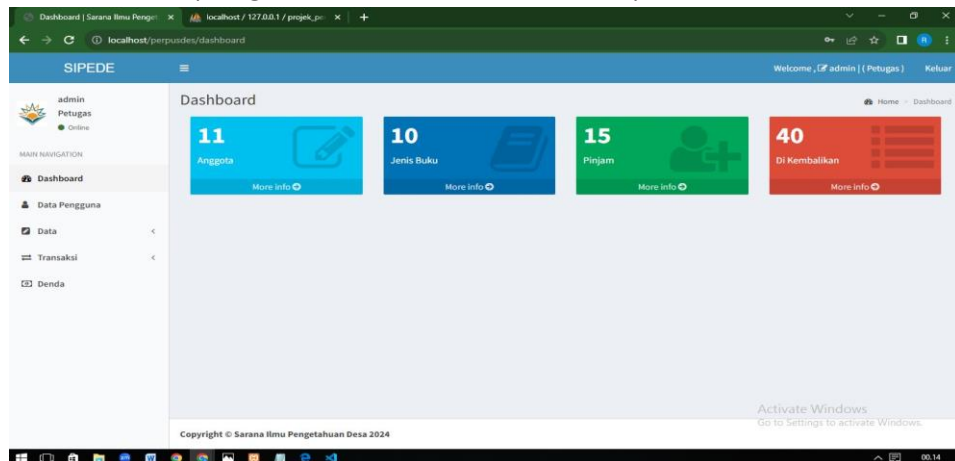 Dashboard | Sarana Ilmu Penget
localhost / 127.0.0.1 / projek_pe
localhost/perpusdes/dashboard
R
SIPEDE
Welcome , admin | ( Petugas )
Keluar
admin
Petugas
Online
MAIN NAVIGATION
Dashboard
Data Pengguna
Data
Transaksi
Denda
Dashboard
Home
Dashboard
11
Anggota
More info
10
Jenis Buku
More info
15
Pinjam
More info
40
Di Kembalikan
More info
Activate Windows
Go to Settings to activate Windows.
Copyright © Sarana Ilmu Pengetahuan Desa 2024
00.14